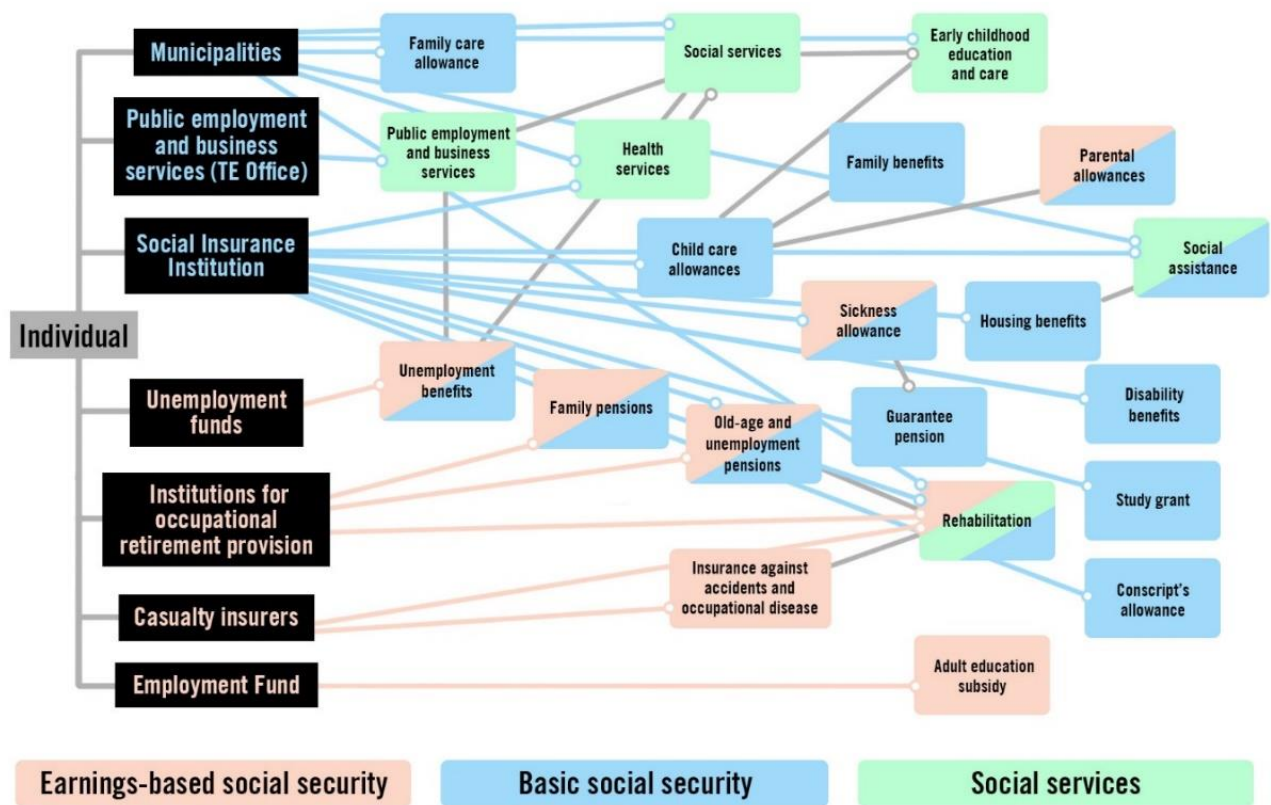 Municipalities
Family care
allowance
Social services
Early childhood
education
and care
Public employment
and business
services (TE Office)
Public employment
and business
services
Health
services
Family benefits
Parental
allowances
Social Insurance
Institution
Child care
allowances
Social
assistance
Sickness
allowance
Housing benefits
Individual
Unemployment
funds
Unemployment
benefits
Family pensions
Old-age and
unemployment
pensions
Guarantee
pension
Disability
benefits
Institutions for
occupational
retirement provision
Rehabilitation
Study grant
Casualty insurers
Insurance against
accidents and
occupational disease
Conscript's
allowance
Employment Fund
Adult education
subsidy
Earnings-based social security
Basic social security
Social services